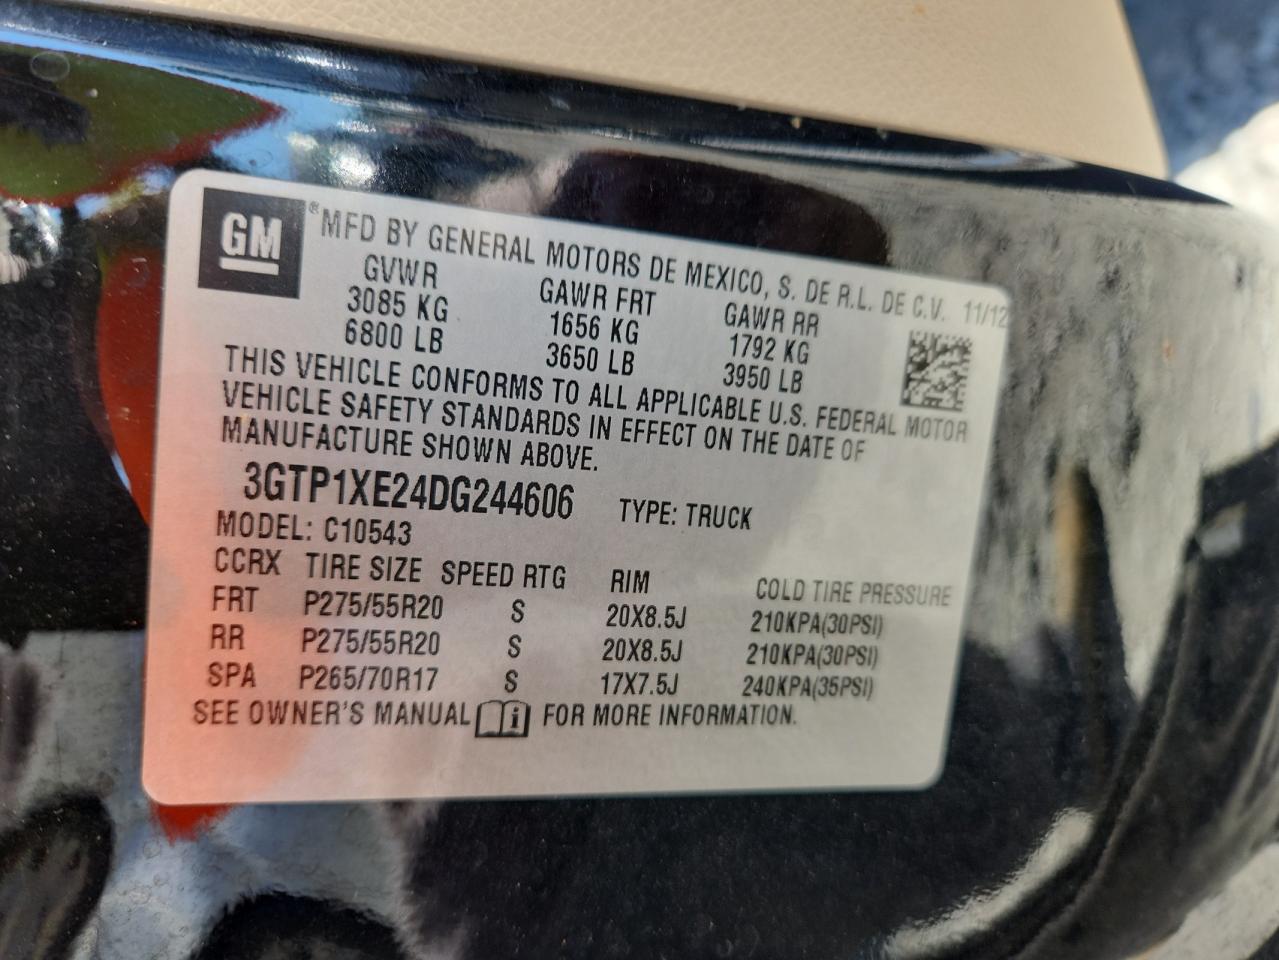 GM® MFD BY GENERAL MOTORS DE MEXICO, S. DE R.L. DE C.V. 11/12
GVWR GAWR FRT GAWR RR
3085 KG 1656 KG 1792 KG
6800 LB 3650 LB 3950 LB
THIS VEHICLE CONFORMS TO ALL APPLICABLE U.S. FEDERAL MOTOR
VEHICLE SAFETY STANDARDS IN EFFECT ON THE DATE OF
MANUFACTURE SHOWN ABOVE.
3GTP1XE24DG244606 TYPE: TRUCK
MODEL: C10543
CCRX TIRE SIZE SPEED RTG RIM COLD TIRE PRESSURE
FRT P275/55R20 S 20X8.5J 210KPA(30PSI)
RR P275/55R20 S 20X8.5J 210KPA(30PSI)
SPA P265/70R17 S 17X7.5J 240KPA(35PSI)
SEE OWNER'S MANUAL i FOR MORE INFORMATION.